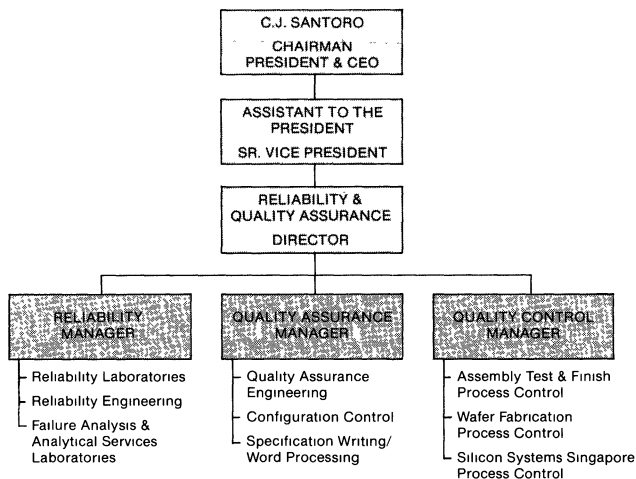 C.J. SANTORO
CHAIRMAN
PRESIDENT & CEO
ASSISTANT TO THE
PRESIDENT
SR. VICE PRESIDENT
RELIABILITY &
QUALITY ASSURANCE
DIRECTOR
RELIABILITY
MANAGER
Reliability Laboratories
Reliability Engineering
Failure Analysis &
Analytical Services
Laboratories
QUALITY ASSURANCE
MANAGER
Quality Assurance
Engineering
Configuration Control
Specification Writing/
Word Processing
QUALITY CONTROL
MANAGER
Assembly Test & Finish
Process Control
Wafer Fabrication
Process Control
Silicon Systems Singapore
Process Control